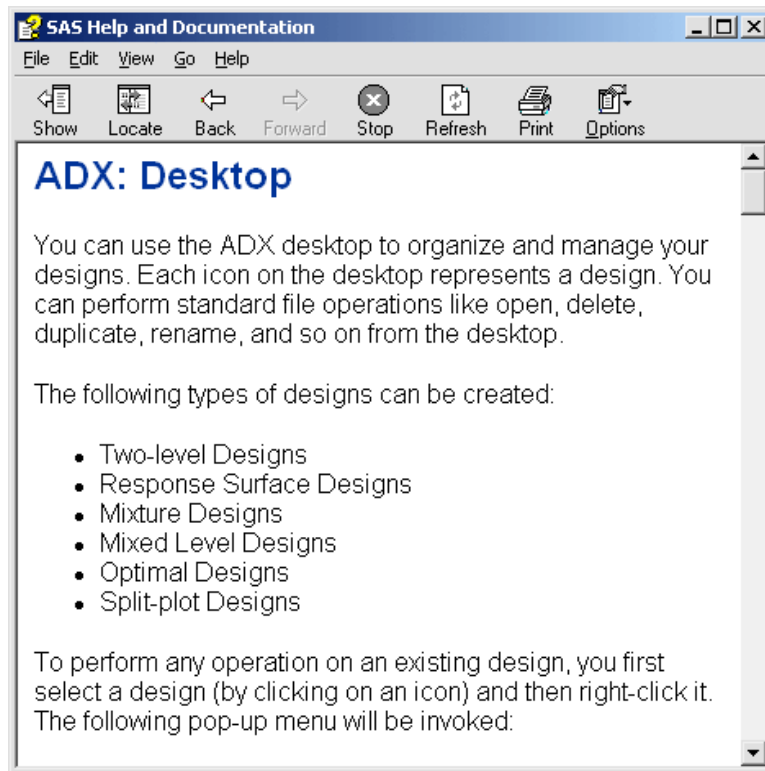 SAS Help and Documentation
File Edit View Go Help
Show Locate Back Forward Stop Refresh Print Options
ADX: Desktop
You can use the ADX desktop to organize and manage your
designs. Each icon on the desktop represents a design. You
can perform standard file operations like open, delete,
duplicate, rename, and so on from the desktop.
The following types of designs can be created:
• Two-level Designs
• Response Surface Designs
• Mixture Designs
• Mixed Level Designs
• Optimal Designs
• Split-plot Designs
To perform any operation on an existing design, you first
select a design (by clicking on an icon) and then right-click it.
The following pop-up menu will be invoked: